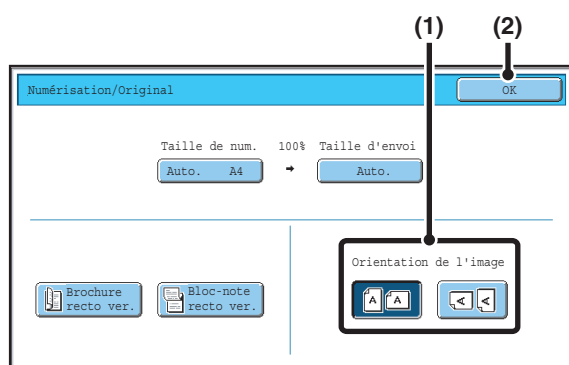 (1) (2)
Numérisation/Original OK
Taille de num. 100% Taille d'envoi
Auto. A4 → Auto.
Orientation de l'image
Brochure
recto ver.
Bloc-note
recto ver.
A A A A